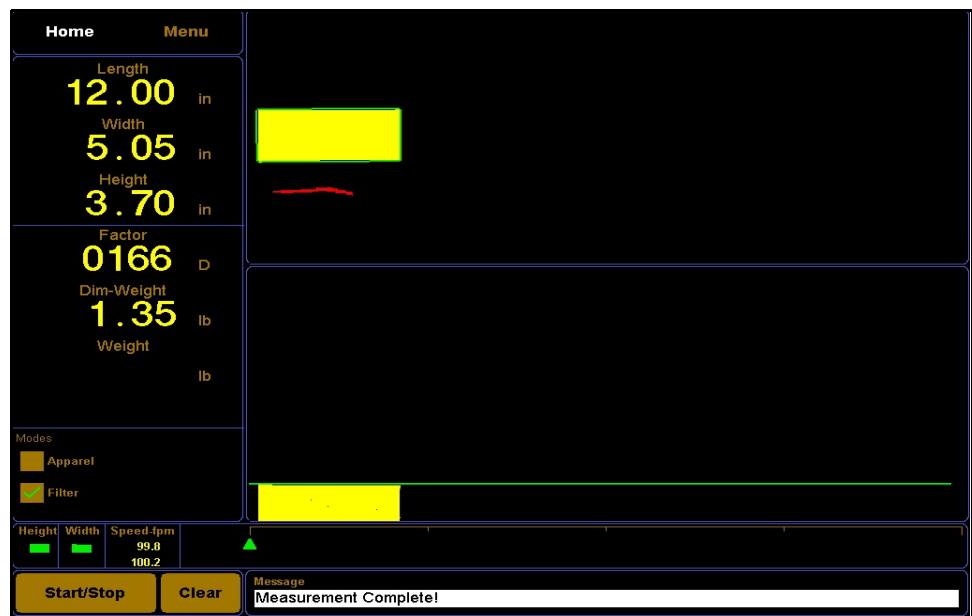 Home Menu
Length
12.00 in
Width
5.05 in
Height
3.70 in
Factor
0166 D
Dim-Weight
1.35 lb
Weight
lb
Modes
Apparel
Filter
Height Width Speed-fpm
99.8
100.2
Start/Stop Clear
Message
Measurement Complete!